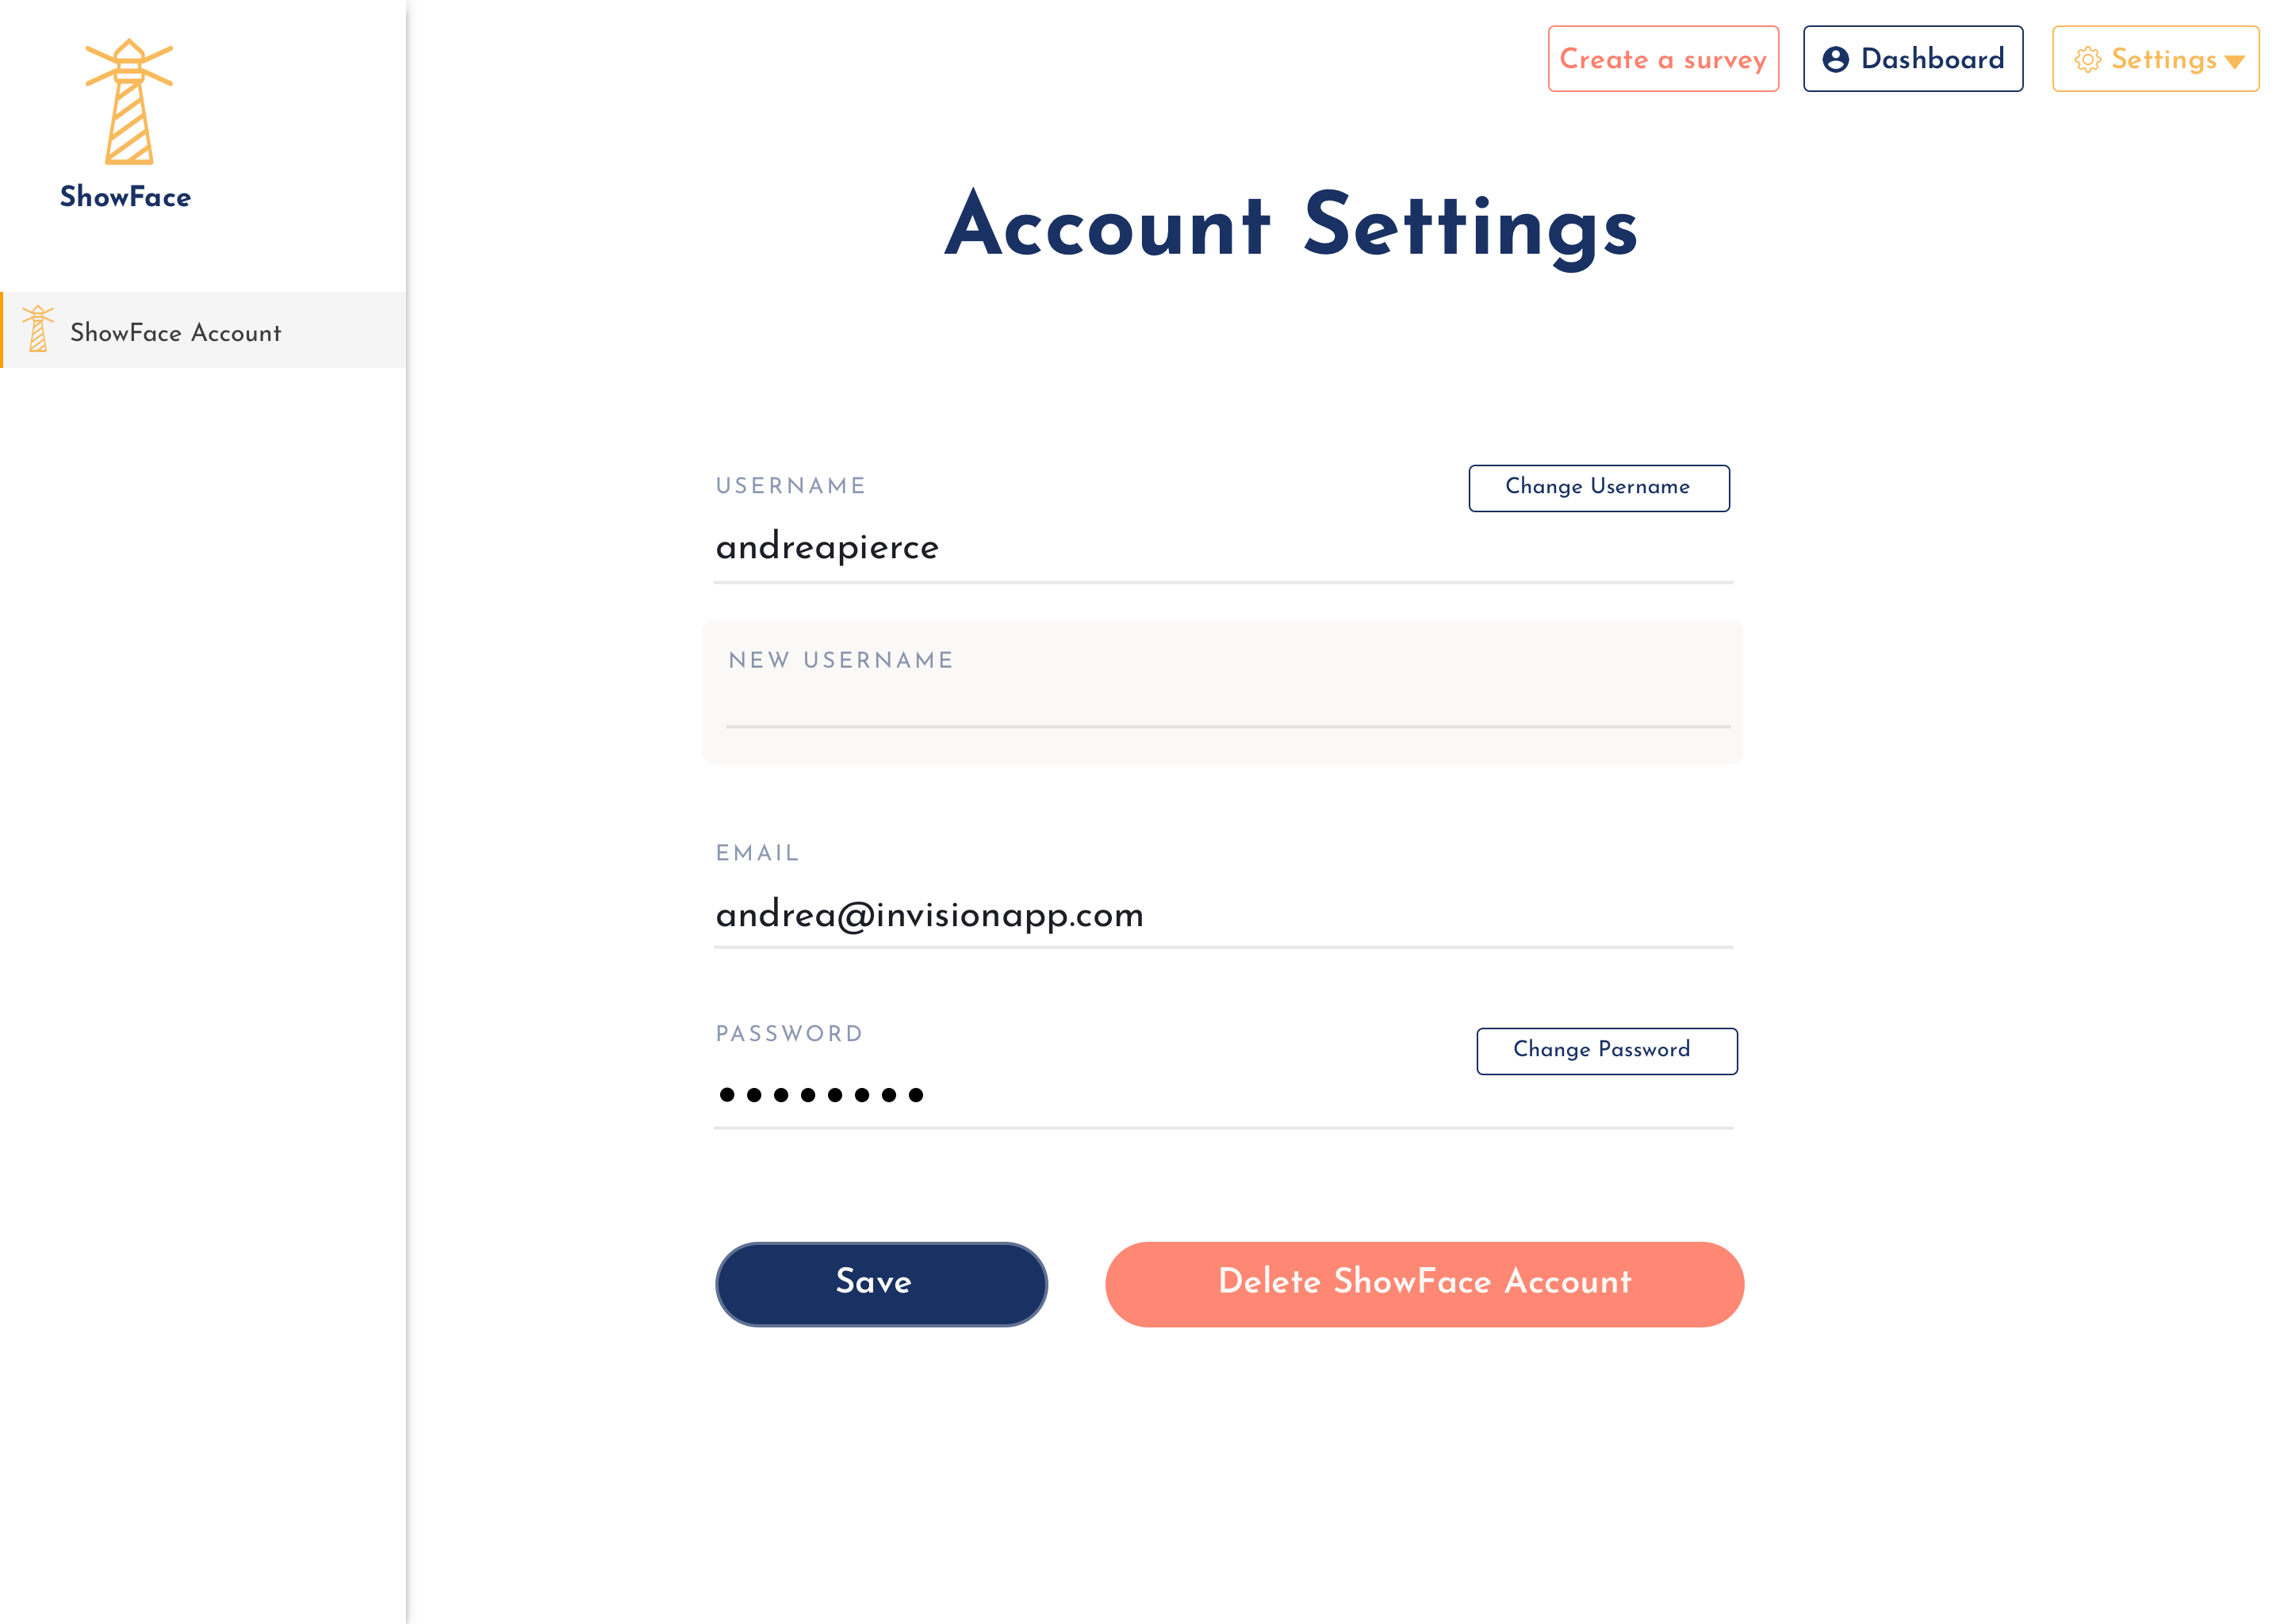 ShowFace
ShowFace Account
Create a survey
Dashboard
Settings
Account Settings
USERNAME
Change Username
andreapierce
NEW USERNAME
EMAIL
andrea@invisionapp.com
PASSWORD
Change Password
Save
Delete ShowFace Account